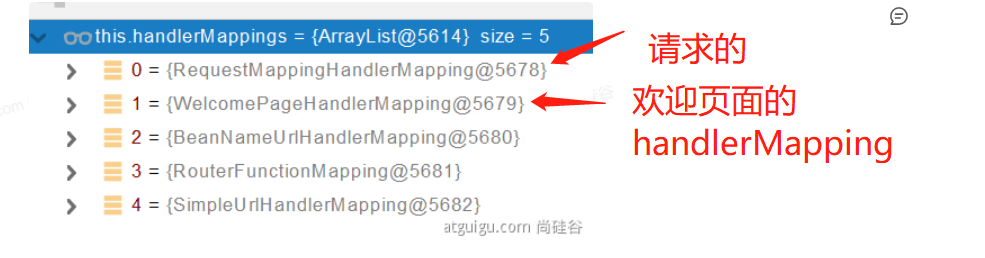 this.handlerMappings = {ArrayList@5614} size = 5
0 = {RequestMappingHandlerMapping@5678}
请求的
1 = {WelcomePageHandlerMapping@5679}
欢迎页面的
handlerMapping
2 = {BeanNameUrlHandlerMapping@5680}
3 = {RouterFunctionMapping@5681}
4 = {SimpleUrlHandlerMapping@5682}
atguigu.com 尚硅谷